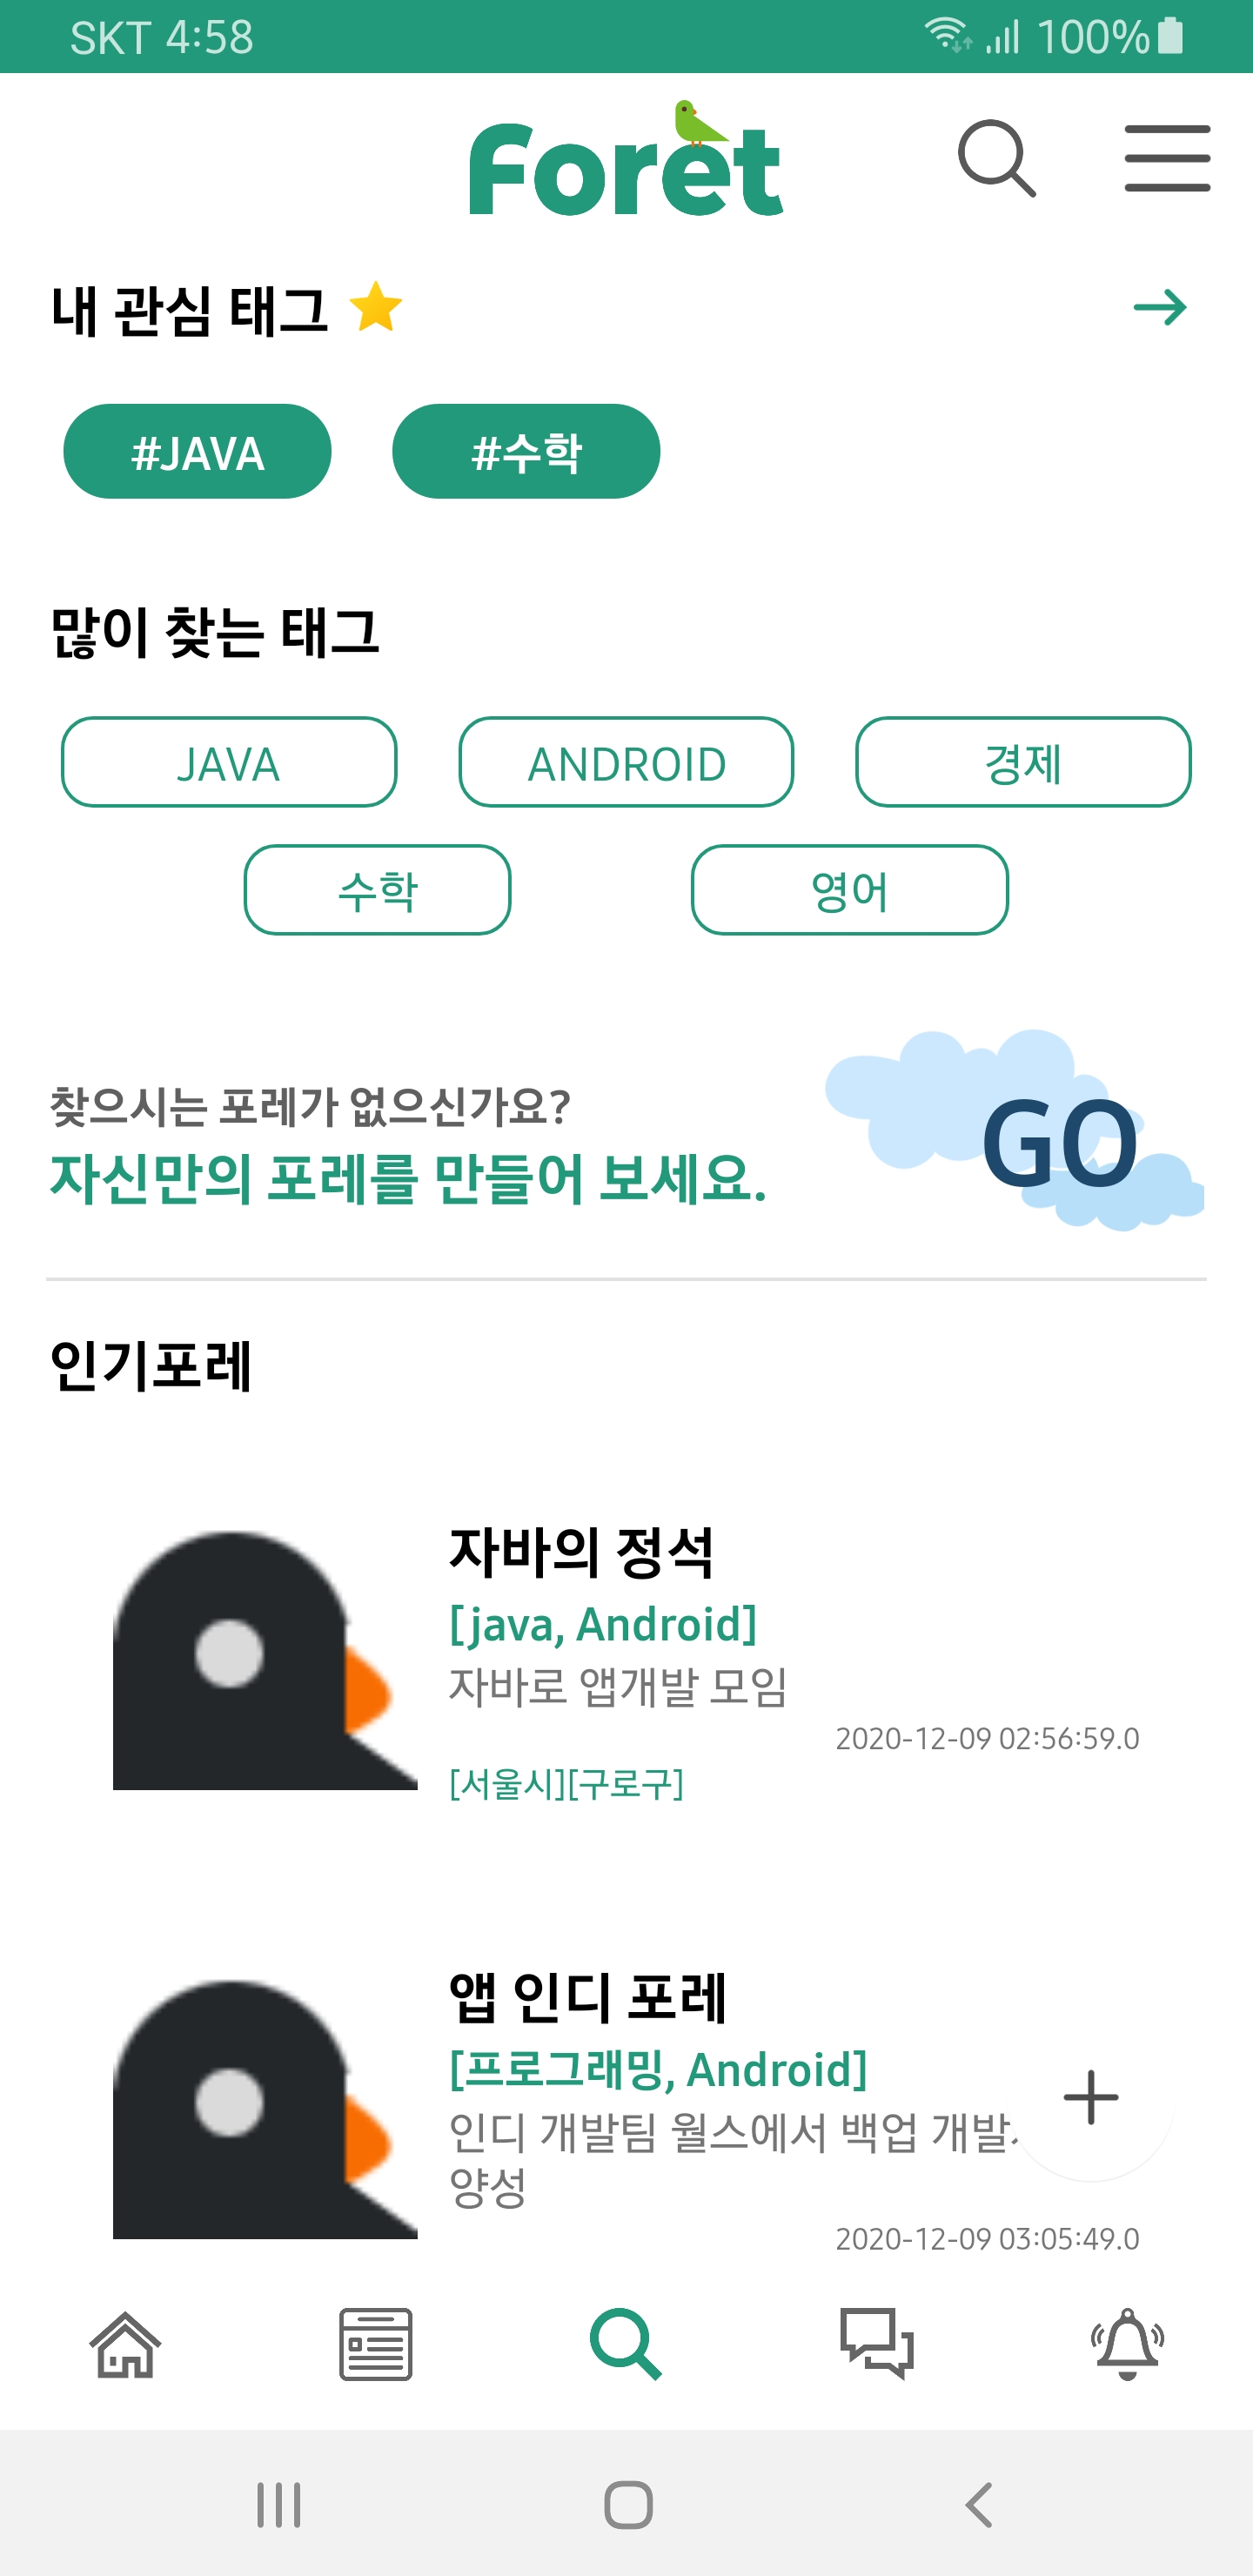 SKT 4:58
100%
Foret
내 관심 태그
#JAVA
#수학
많이 찾는 태그
JAVA
ANDROID
경제
수학
영어
찾으시는 포레가 없으신가요?
자신만의 포레를 만들어 보세요.
GO
인기포레
자바의 정석
[java, Android]
자바로 앱개발 모임
2020-12-09 02:56:59.0
[서울시][구로구]
앱 인디 포레
[프로그래밍, Android]
인디 개발팀 월스에서 백업 개발
양성
2020-12-09 03:05:49.0